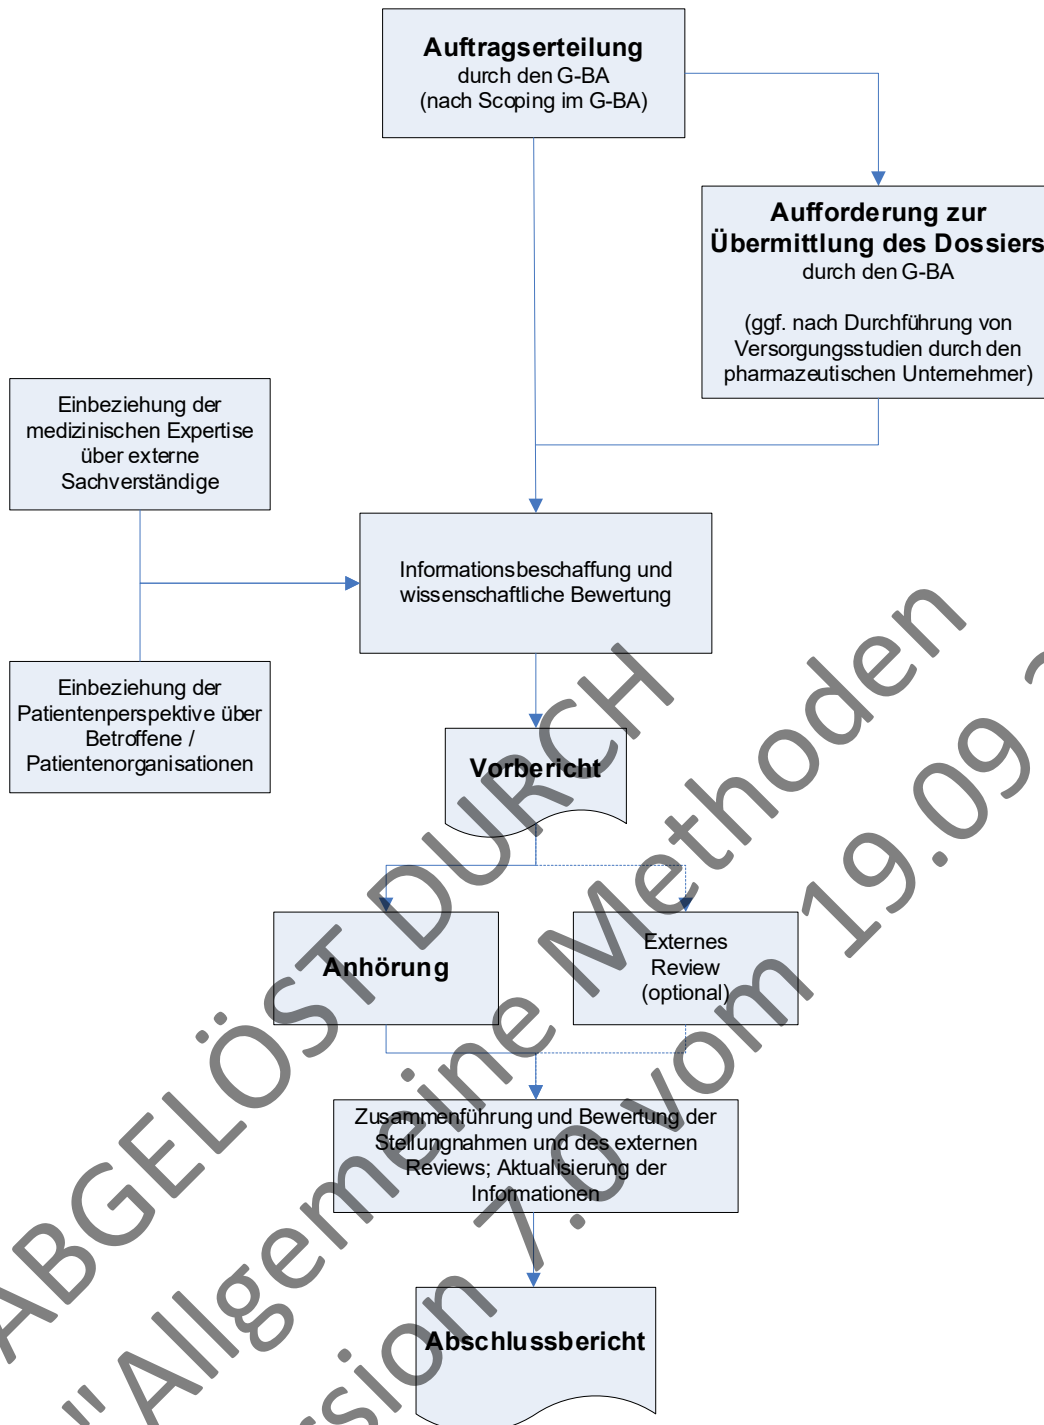 Auftragserteilung
durch den G-BA
(nach Scoping im G-BA)
Aufforderung zur
Übermittlung des Dossiers
durch den G-BA
(ggf. nach Durchführung von
Versorgungsstudien durch den
pharmazeutischen Unternehmer)
Einbeziehung der
medizinischen Expertise
über externe
Sachverständige
Informationsbeschaffung und
wissenschaftliche Bewertung
Einbeziehung der
Patientenperspektive über
Betroffene /
Patientenorganisationen
Vorbericht
Anhörung
Externes
Review
(optional)
Zusammenführung und Bewertung der
Stellungnahmen und des externen
Reviews; Aktualisierung der
Informationen
Abschlussbericht
ABGELÖST DURCH
"Allgemeine Methoden
7.0 vom 19.09